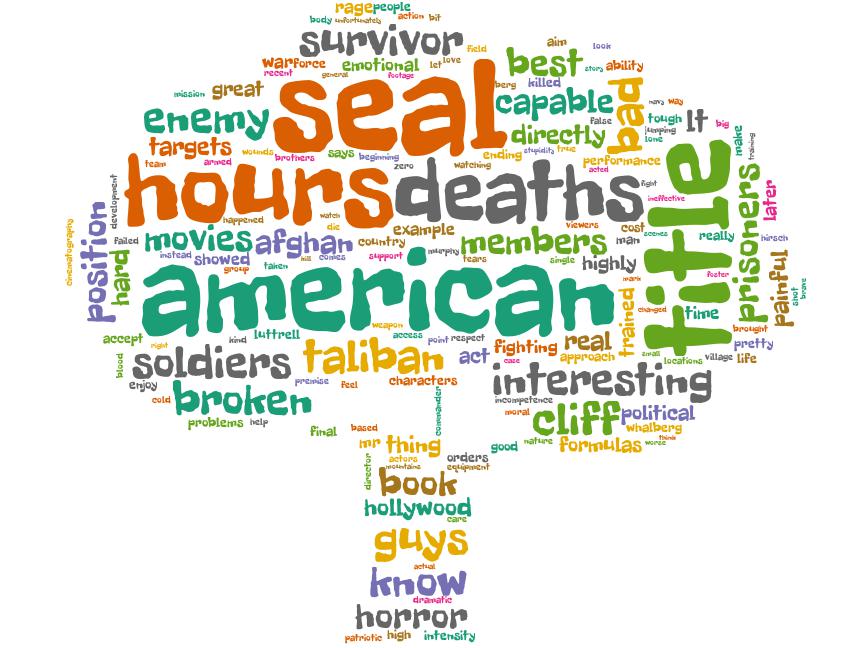 rage people
body unfortunately action bit
survivor field
aim look
warforce emotional let love
best story ability
recent general footage
berg killed
mission great
seal
capable
bad
navy way
enemy
false
tough It big
directly
jumping
lone
targets wounds brothers says beginning
ending stupidity true
team armed zero watching
performance
acted
make
training
title
hours deaths
fight
ineffective
prisoners
later
development
position
happened watch
die
example
viewers cost
scenes
really
hirsch
cinematography
failed
movies afghan country
members
man
instead showed comes
support murphy
single highly
hard
group taken kill
tears
mark
foster
painful
shot
brave
american
trained
changed
time
weapon
brought
accept right kind luttrell access point respect
fighting real
pretty
small
locations village life
blood
soldiers taliban act
case approach
enjoy
premise feel characters
interesting
cold broken
commander
incompetence
moral cliff political
whalberg
problems help
final based
mr thing
good nature formulas worse think
actors orders
mountains equipment
director
book
hollywood
care
guys
actual
know
dramatic
horror
patriotic high intensity